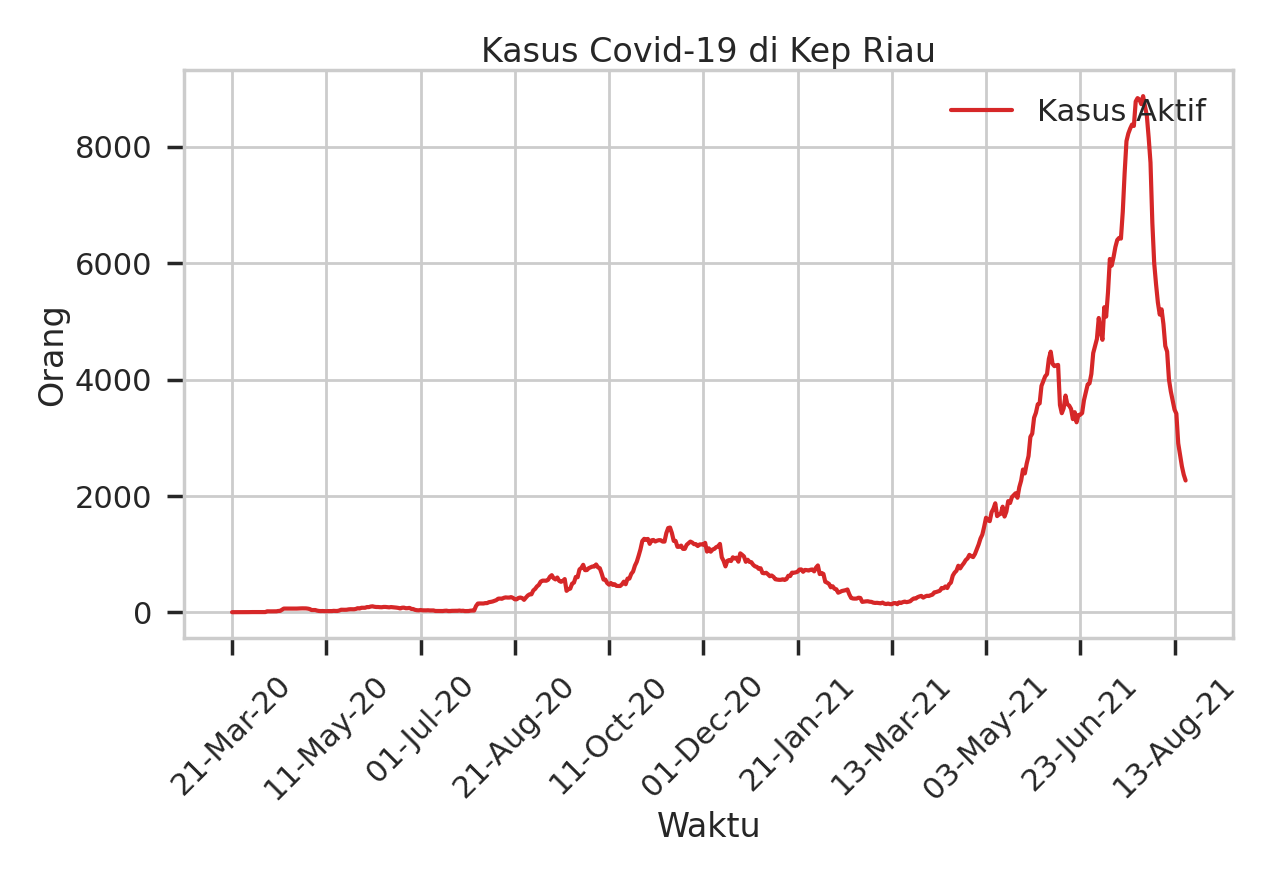 Kasus Covid-19 di Kep Riau
Kasus Aktif
Orang
8000
6000
4000
2000
0
21-Mar-20
11-May-20
01-Jul-20
21-Aug-20
11-Oct-20
01-Dec-20
21-Jan-21
13-Mar-21
03-May-21
23-Jun-21
13-Aug-21
Waktu